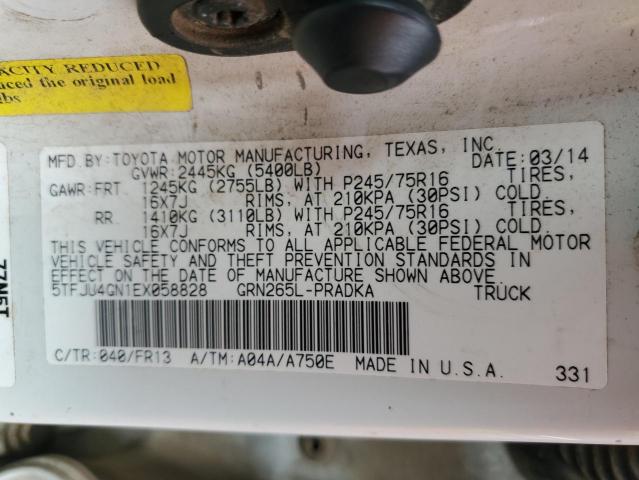 ACITY REDUCED
uced the original load
lbs
MFD.BY:TOYOTA MOTOR MANUFACTURING, TEXAS, INC. DATE:03/14
GVWR:2445KG (5400LB)
GAWR:FRT 1245KG (2755LB) WITH P245/75R16 TIRES,
16X7J RIMS, AT 210KPA (30PSI) COLD.
RR 1410KG (3110LB) WITH P245/75R16 TIRES,
16X7J RIMS, AT 210KPA (30PSI) COLD.
THIS VEHICLE CONFORMS TO ALL APPLICABLE FEDERAL MOTOR
VEHICLE SAFETY AND THEFT PREVENTION STANDARDS IN
EFFECT ON THE DATE OF MANUFACTURE SHOWN ABOVE.
5TFJU4GN1EX058828 GRN265L-PRADKA TRUCK
C/TR:040/FR13 A/TM:A04A/A750E MADE IN U.S.A. 331